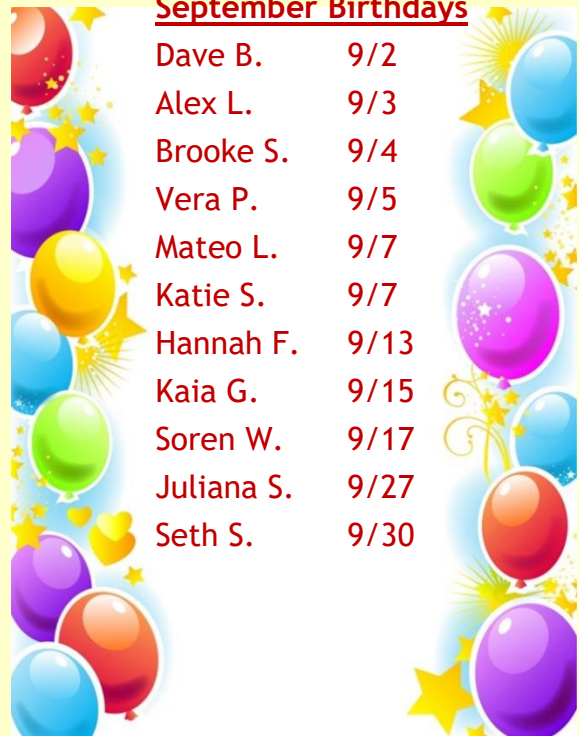 September Birthdays
Dave B. 9/2
Alex L. 9/3
Brooke S. 9/4
Vera P. 9/5
Mateo L. 9/7
Katie S. 9/7
Hannah F. 9/13
Kaia G. 9/15
Soren W. 9/17
Juliana S. 9/27
Seth S. 9/30